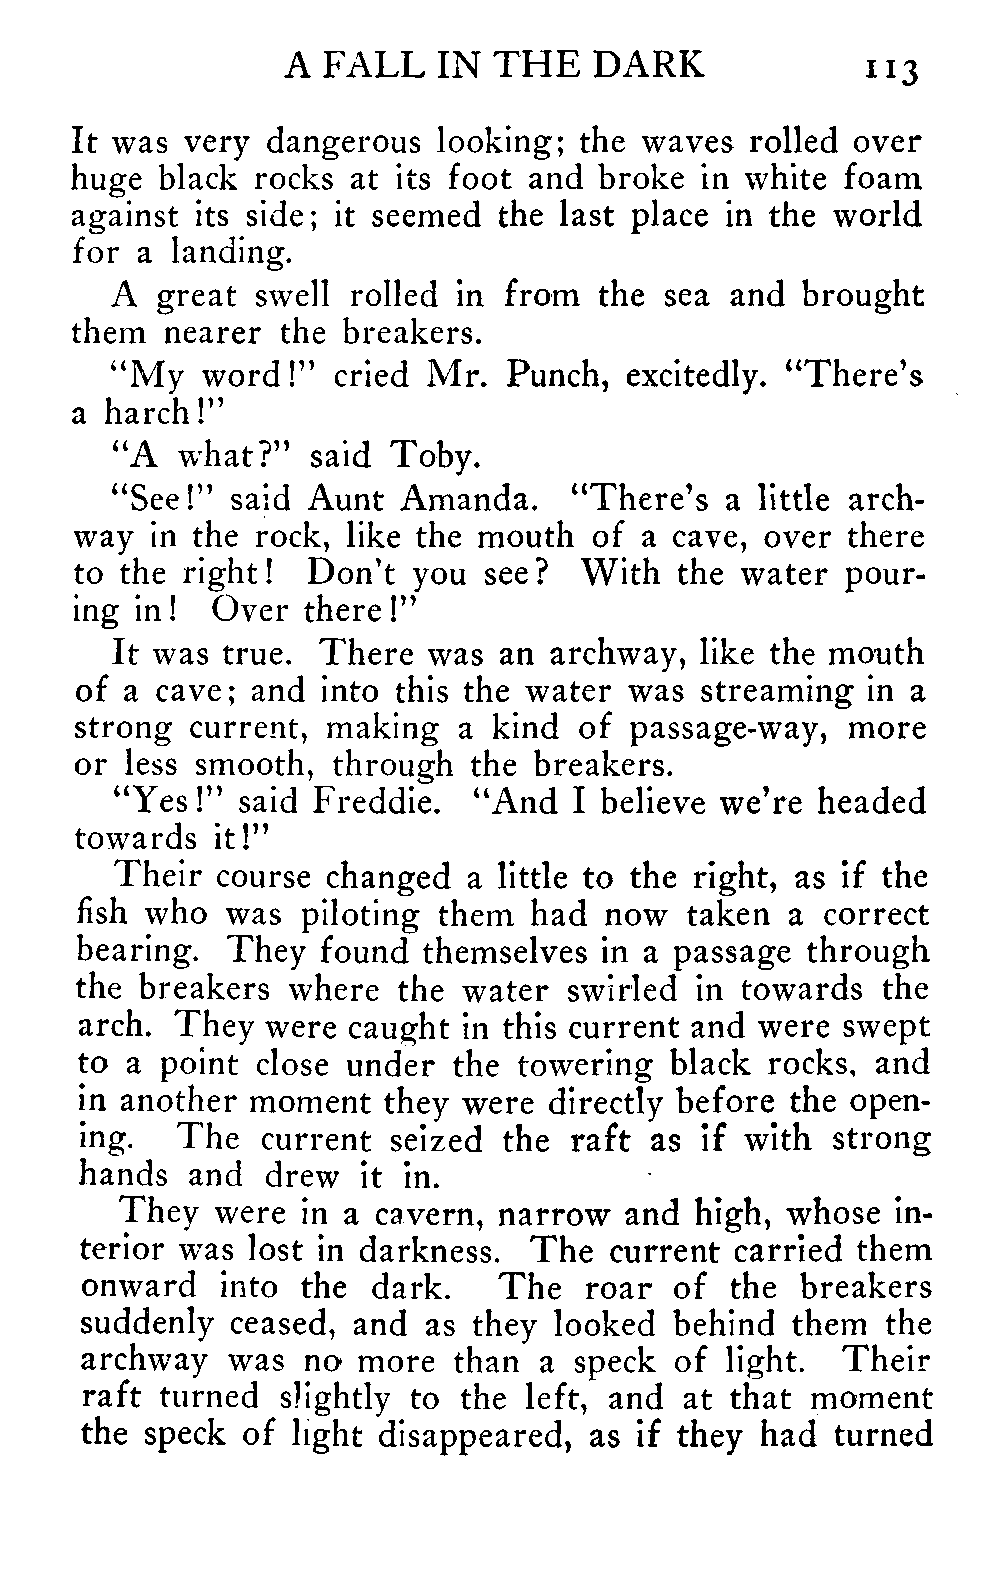 A FALL IN THE DARK 113
It was very dangerous looking; the waves rolled over
huge black rocks at its foot and broke in white foam
against its side; it seemed the last place in the world
for a landing.
A great swell rolled in from the sea and brought
them nearer the breakers.
"My word!" cried Mr. Punch, excitedly. "There's
a harch!"
"A what?" said Toby.
"See!" said Aunt Amanda. "There's a little arch-
way in the rock, like the mouth of a cave, over there
to the right! Don't you see? With the water pour-
ing in! Over there!"
It was true. There was an archway, like the mouth
of a cave; and into this the water was streaming in a
strong current, making a kind of passage-way, more
or less smooth, through the breakers.
"Yes!" said Freddie. "And I believe we're headed
towards it!"
Their course changed a little to the right, as if the
fish who was piloting them had now taken a correct
bearing. They found themselves in a passage through
the breakers where the water swirled in towards the
arch. They were caught in this current and were swept
to a point close under the towering black rocks, and
in another moment they were directly before the open-
ing. The current seized the raft as if with strong
hands and drew it in.
They were in a cavern, narrow and high, whose in-
terior was lost in darkness. The current carried them
onward into the dark. The roar of the breakers
suddenly ceased, and as they looked behind them the
archway was no more than a speck of light. Their
raft turned slightly to the left, and at that moment
the speck of light disappeared, as if they had turned